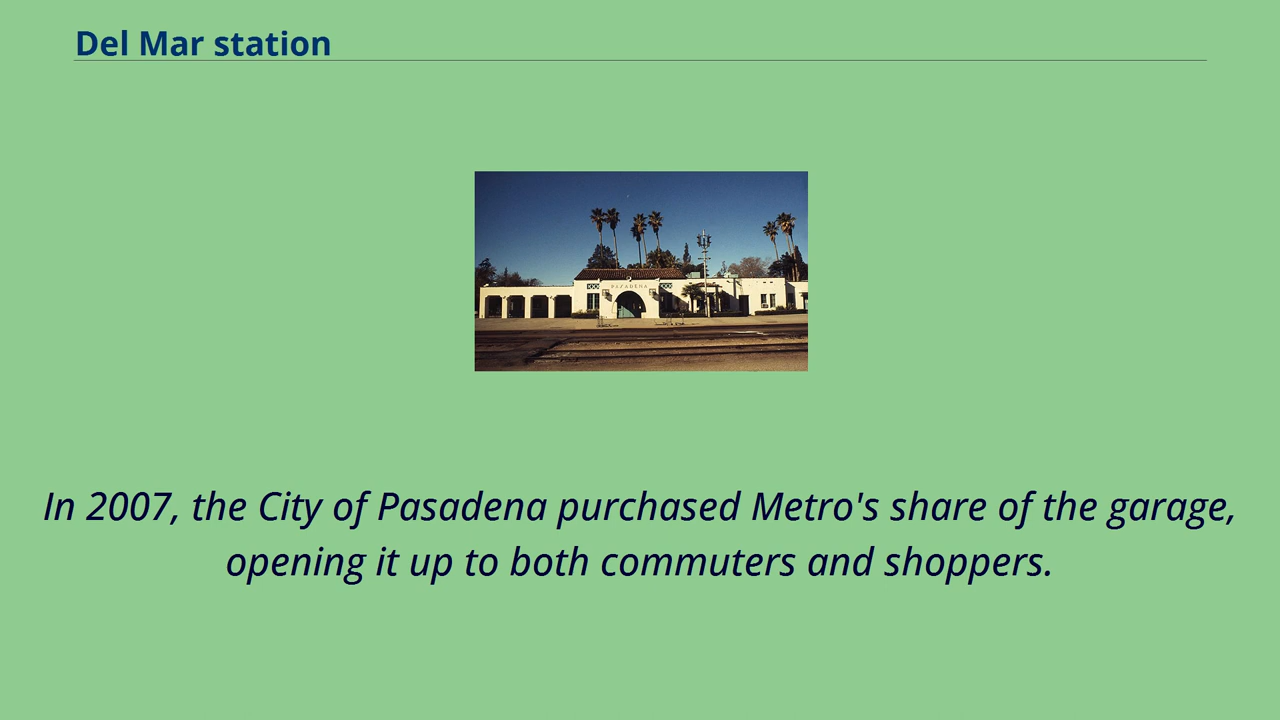 Del Mar station
PASADENA
In 2007, the City of Pasadena purchased Metro's share of the garage,
opening it up to both commuters and shoppers.